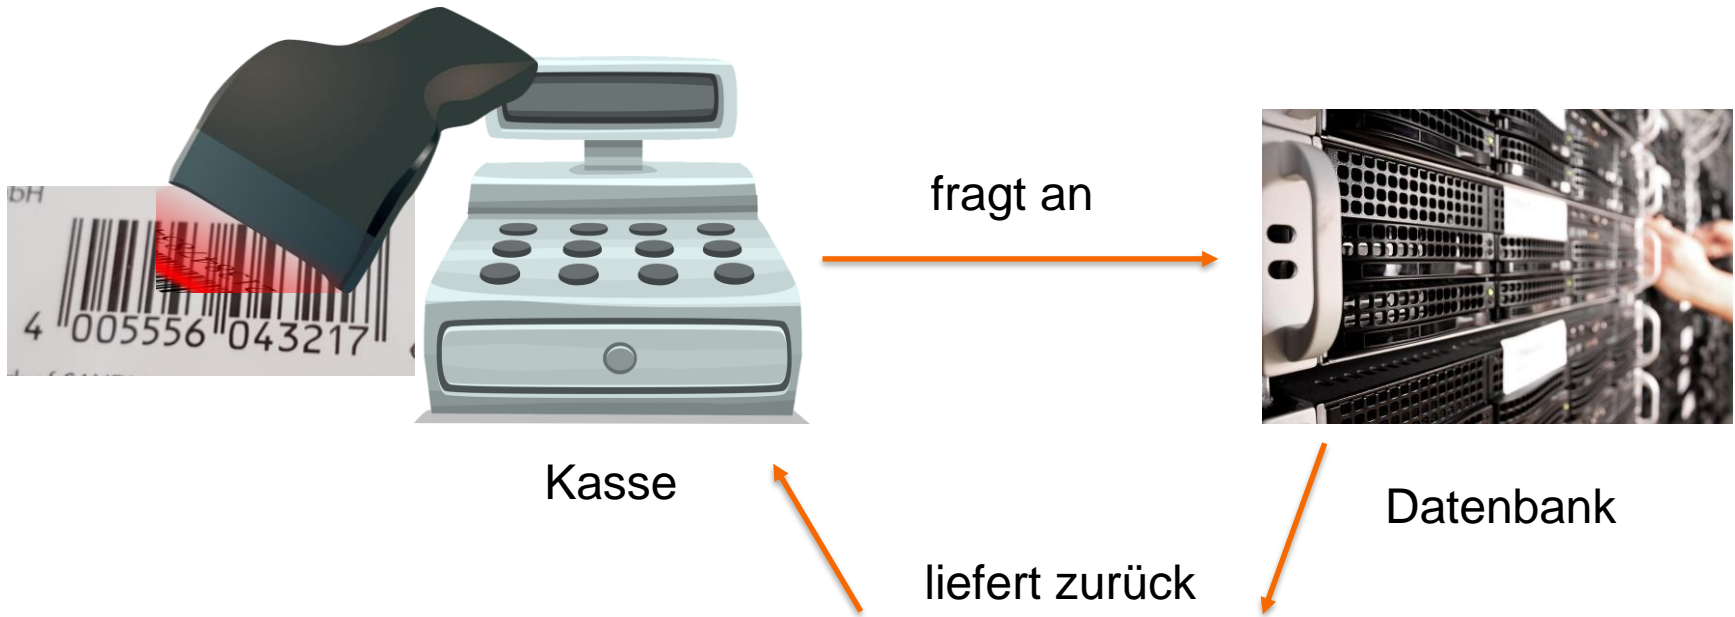 bH
4 005556 043217
fragt an
Kasse
Datenbank
liefert zurück